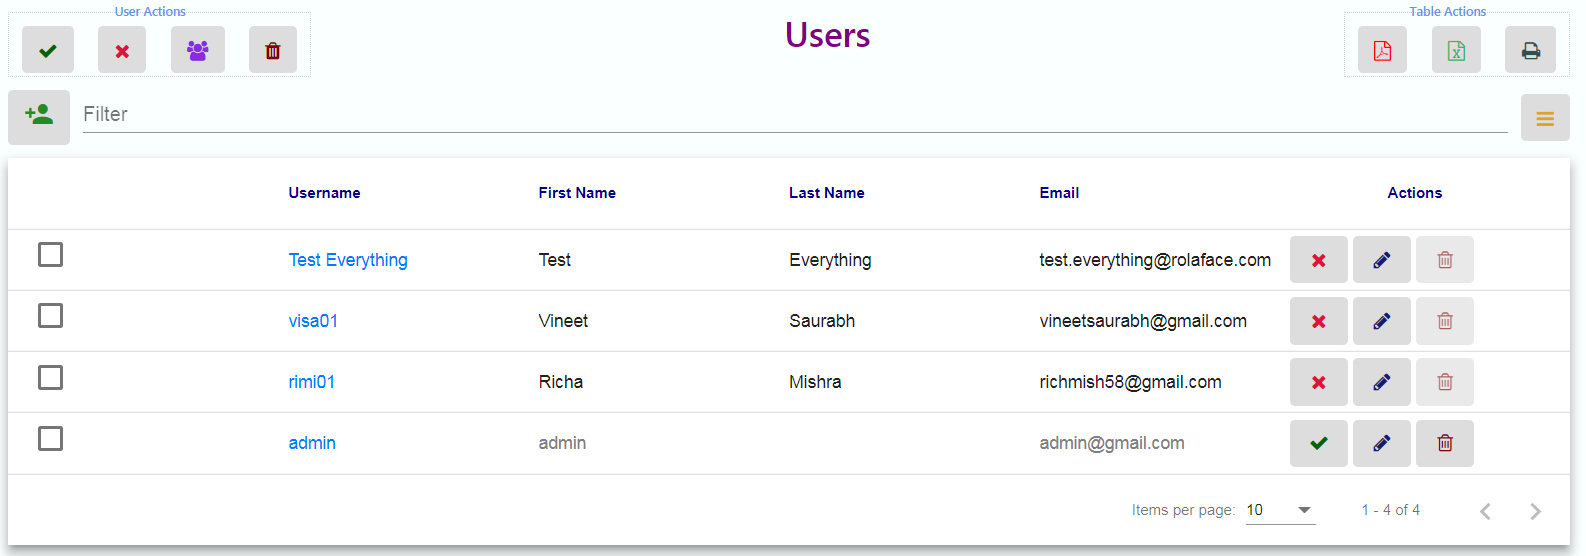 User Actions
Users
Table Actions
Filter
Username First Name Last Name Email Actions
Test Everything Test Everything test.everything@rolaface.com
visa01 Vineet Saurabh vineetsaurabh@gmail.com
rimi01 Richa Mishra richmish58@gmail.com
admin admin admin@gmail.com
Items per page: 10 1 - 4 of 4